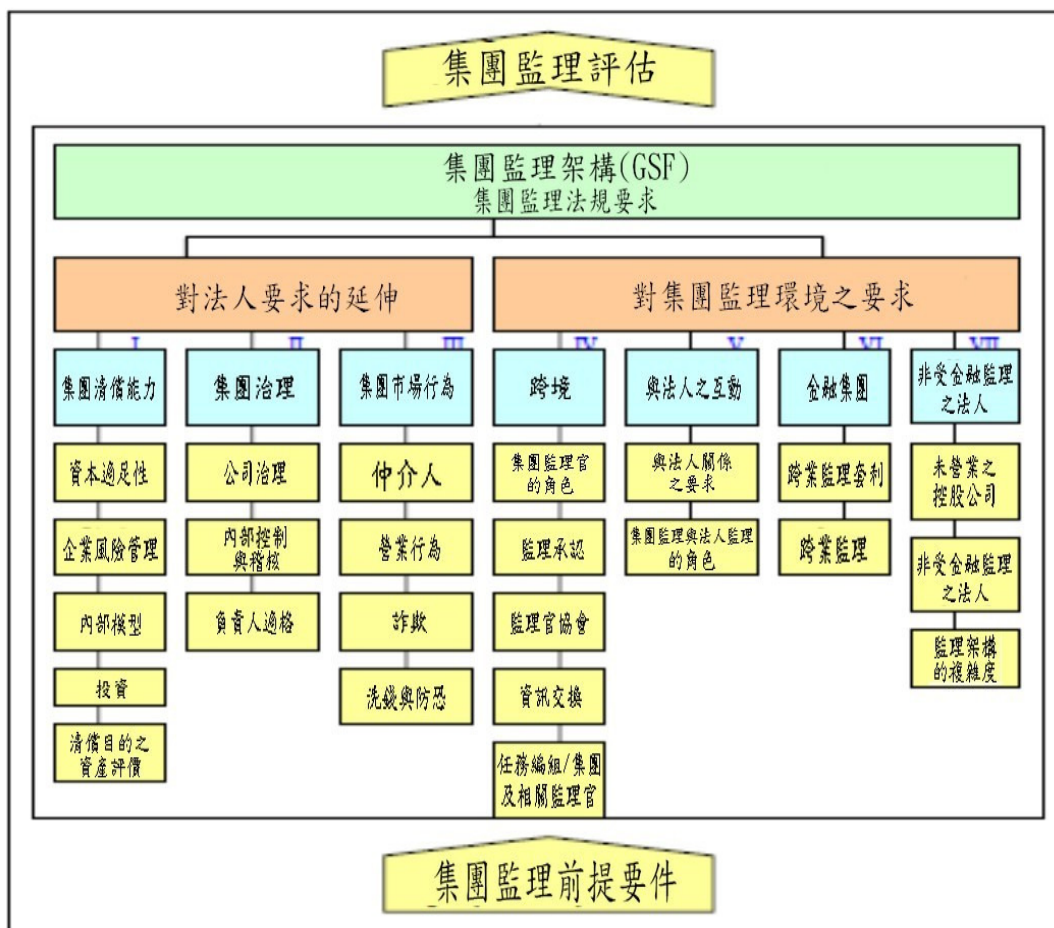 集團監理評估
集團監理架構(GSF)
集團監理法規要求
對法人要求的延伸
對集團監理環境之要求
I
集團清償能力
資本適足性
企業風險管理
內部模型
投資
清償目的之
資產評價
II
集團治理
公司治理
內部控制
與稽核
負責人適格
III
集團市場行為
仲介人
營業行為
詐欺
洗錢與防恐
IV
跨境
集團監理官
的角色
監理承認
監理官協會
資訊交換
任務編組/集團
及相關監理官
V
與法人之互動
與法人關係
之要求
集團監理與法人監理
的角色
VI
金融集團
跨業監理套利
跨業監理
VII
非受金融監理
之法人
未營業之
控股公司
非受金融監理
之法人
監理架構
的複雜度
集團監理前提要件